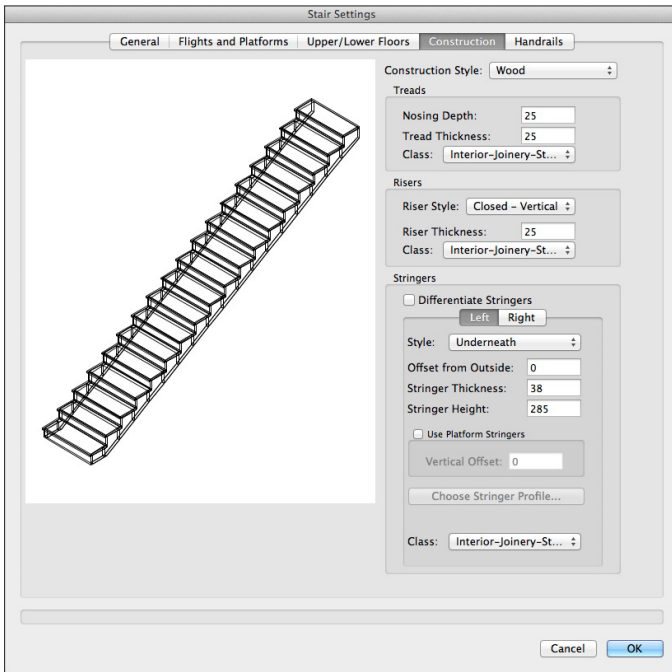 Stair Settings
General Flights and Platforms Upper/Lower Floors Construction Handrails
Construction Style: Wood
Treads
Nosing Depth: 25
Tread Thickness: 25
Class: Interior-Joinery-St...
Risers
Riser Style: Closed – Vertical
Riser Thickness: 25
Class: Interior-Joinery-St...
Stringers
Differentiate Stringers
Left Right
Style: Underneath
Offset from Outside: 0
Stringer Thickness: 38
Stringer Height: 285
Use Platform Stringers
Vertical Offset: 0
Choose Stringer Profile...
Class: Interior-Joinery-St...
Cancel OK